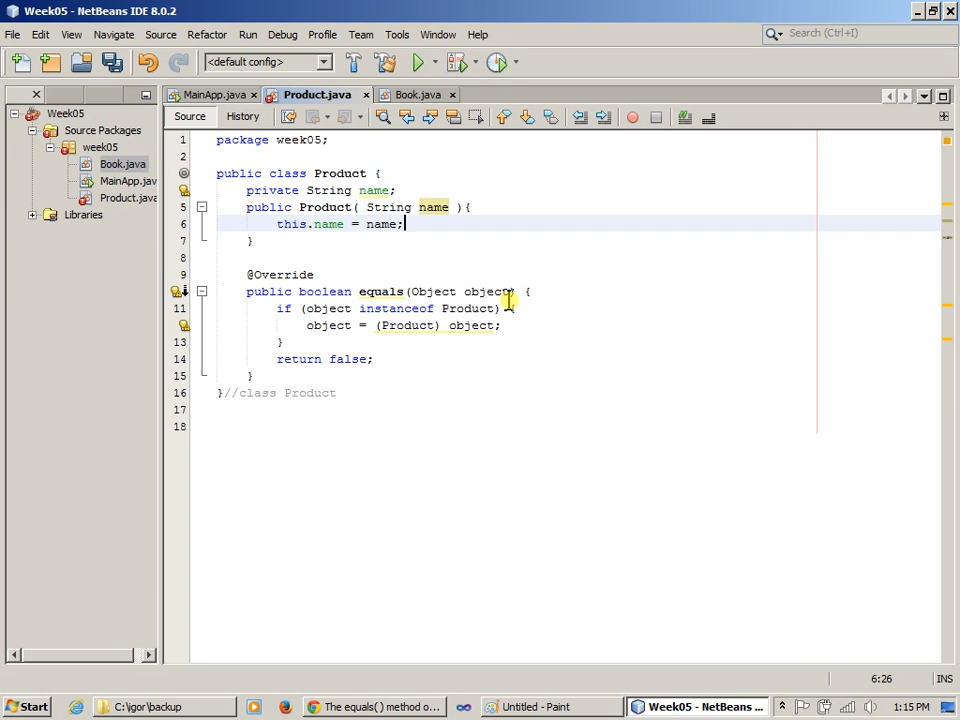 Week05 - NetBeans IDE 8.0.2
File Edit View Navigate Source Refactor Run Debug Profile Team Tools Window Help
Search (Ctrl+I)
<default config>
MainApp.java Product.java Book.java
Source History
Week05
Source Packages
week05
Book.java
MainApp.jav
Product.java
Libraries
1 package week05;
2
3 public class Product {
private String name;
5 public Product( String name ){
6 this.name = name;
7 }
8
9 @Override
public boolean equals(Object object) {
11 if (object instanceof Product) {
object = (Product) object;
13 }
14 return false;
15 }
16 }//class Product
17
18
6:26 INS
Start C:\igor\backup The equals( ) method o... Untitled - Paint Week05 - NetBeans ... 1:15 PM